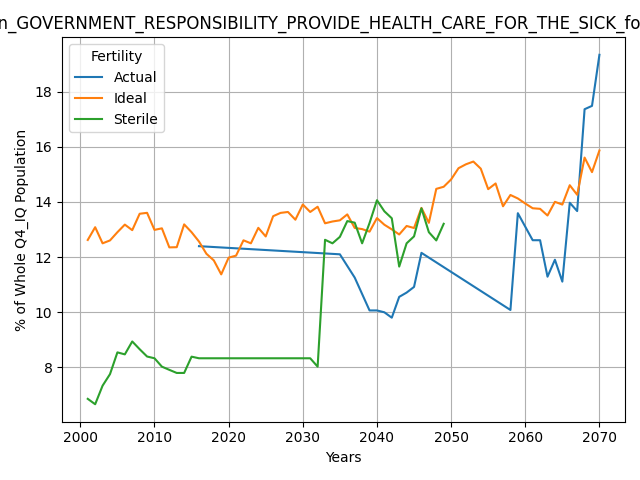 n_GOVERNMENT_RESPONSIBILITY_PROVIDE_HEALTH_CARE_FOR_THE_SICK_fo
Fertility
Actual
Ideal
Sterile
% of Whole Q4_IQ Population
18
16
14
12
10
8
2000 2010 2020 2030 2040 2050 2060 2070
Years